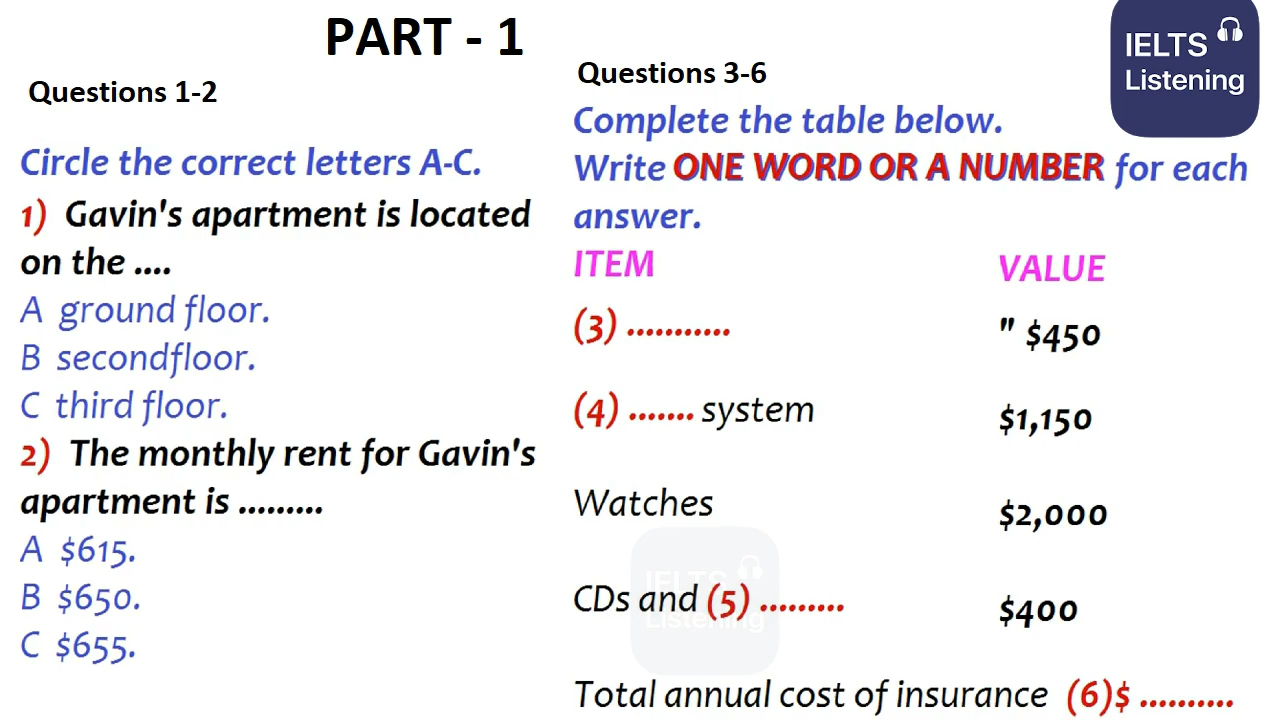 PART - 1
Questions 1-2
Circle the correct letters A-C.
1) Gavin's apartment is located
on the ....
A ground floor.
B secondfloor.
C third floor.
2) The monthly rent for Gavin's
apartment is .........
A $615.
B $650.
C $655.
IELTS
Listening
Questions 3-6
Complete the table below.
Write ONE WORD OR A NUMBER for each
answer.
ITEM VALUE
(3) ........... " $450
(4) ....... system $1,150
Watches $2,000
CDs and (5) ......... $400
IELTS
Listening
Total annual cost of insurance (6)$ ..........